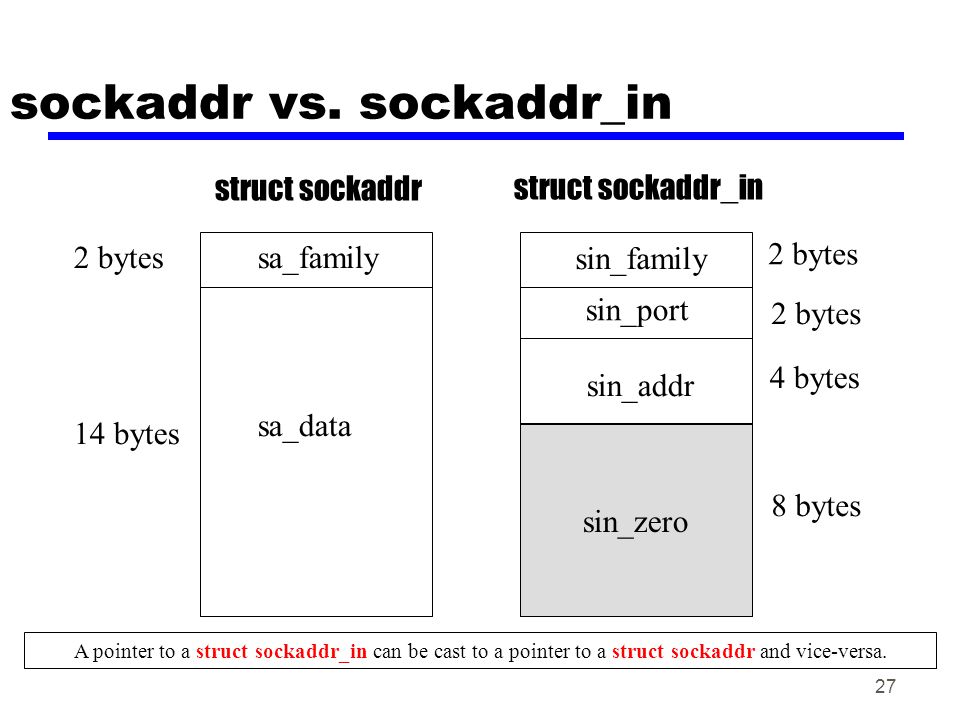 sockaddr vs. sockaddr_in
struct sockaddr
struct sockaddr_in
2 bytes
sa_family
14 bytes
sa_data
sin_family
2 bytes
sin_port
2 bytes
sin_addr
4 bytes
sin_zero
8 bytes
A pointer to a struct sockaddr_in can be cast to a pointer to a struct sockaddr and vice-versa.
27